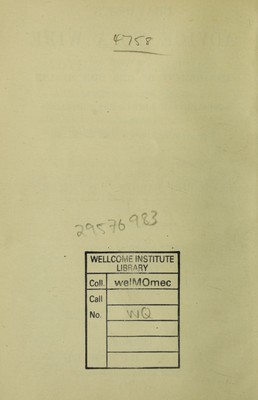 4758
29576983
WELLCOME INSTITUTE
LIBRARY
Coll. welMOmec
Call
No. WQ